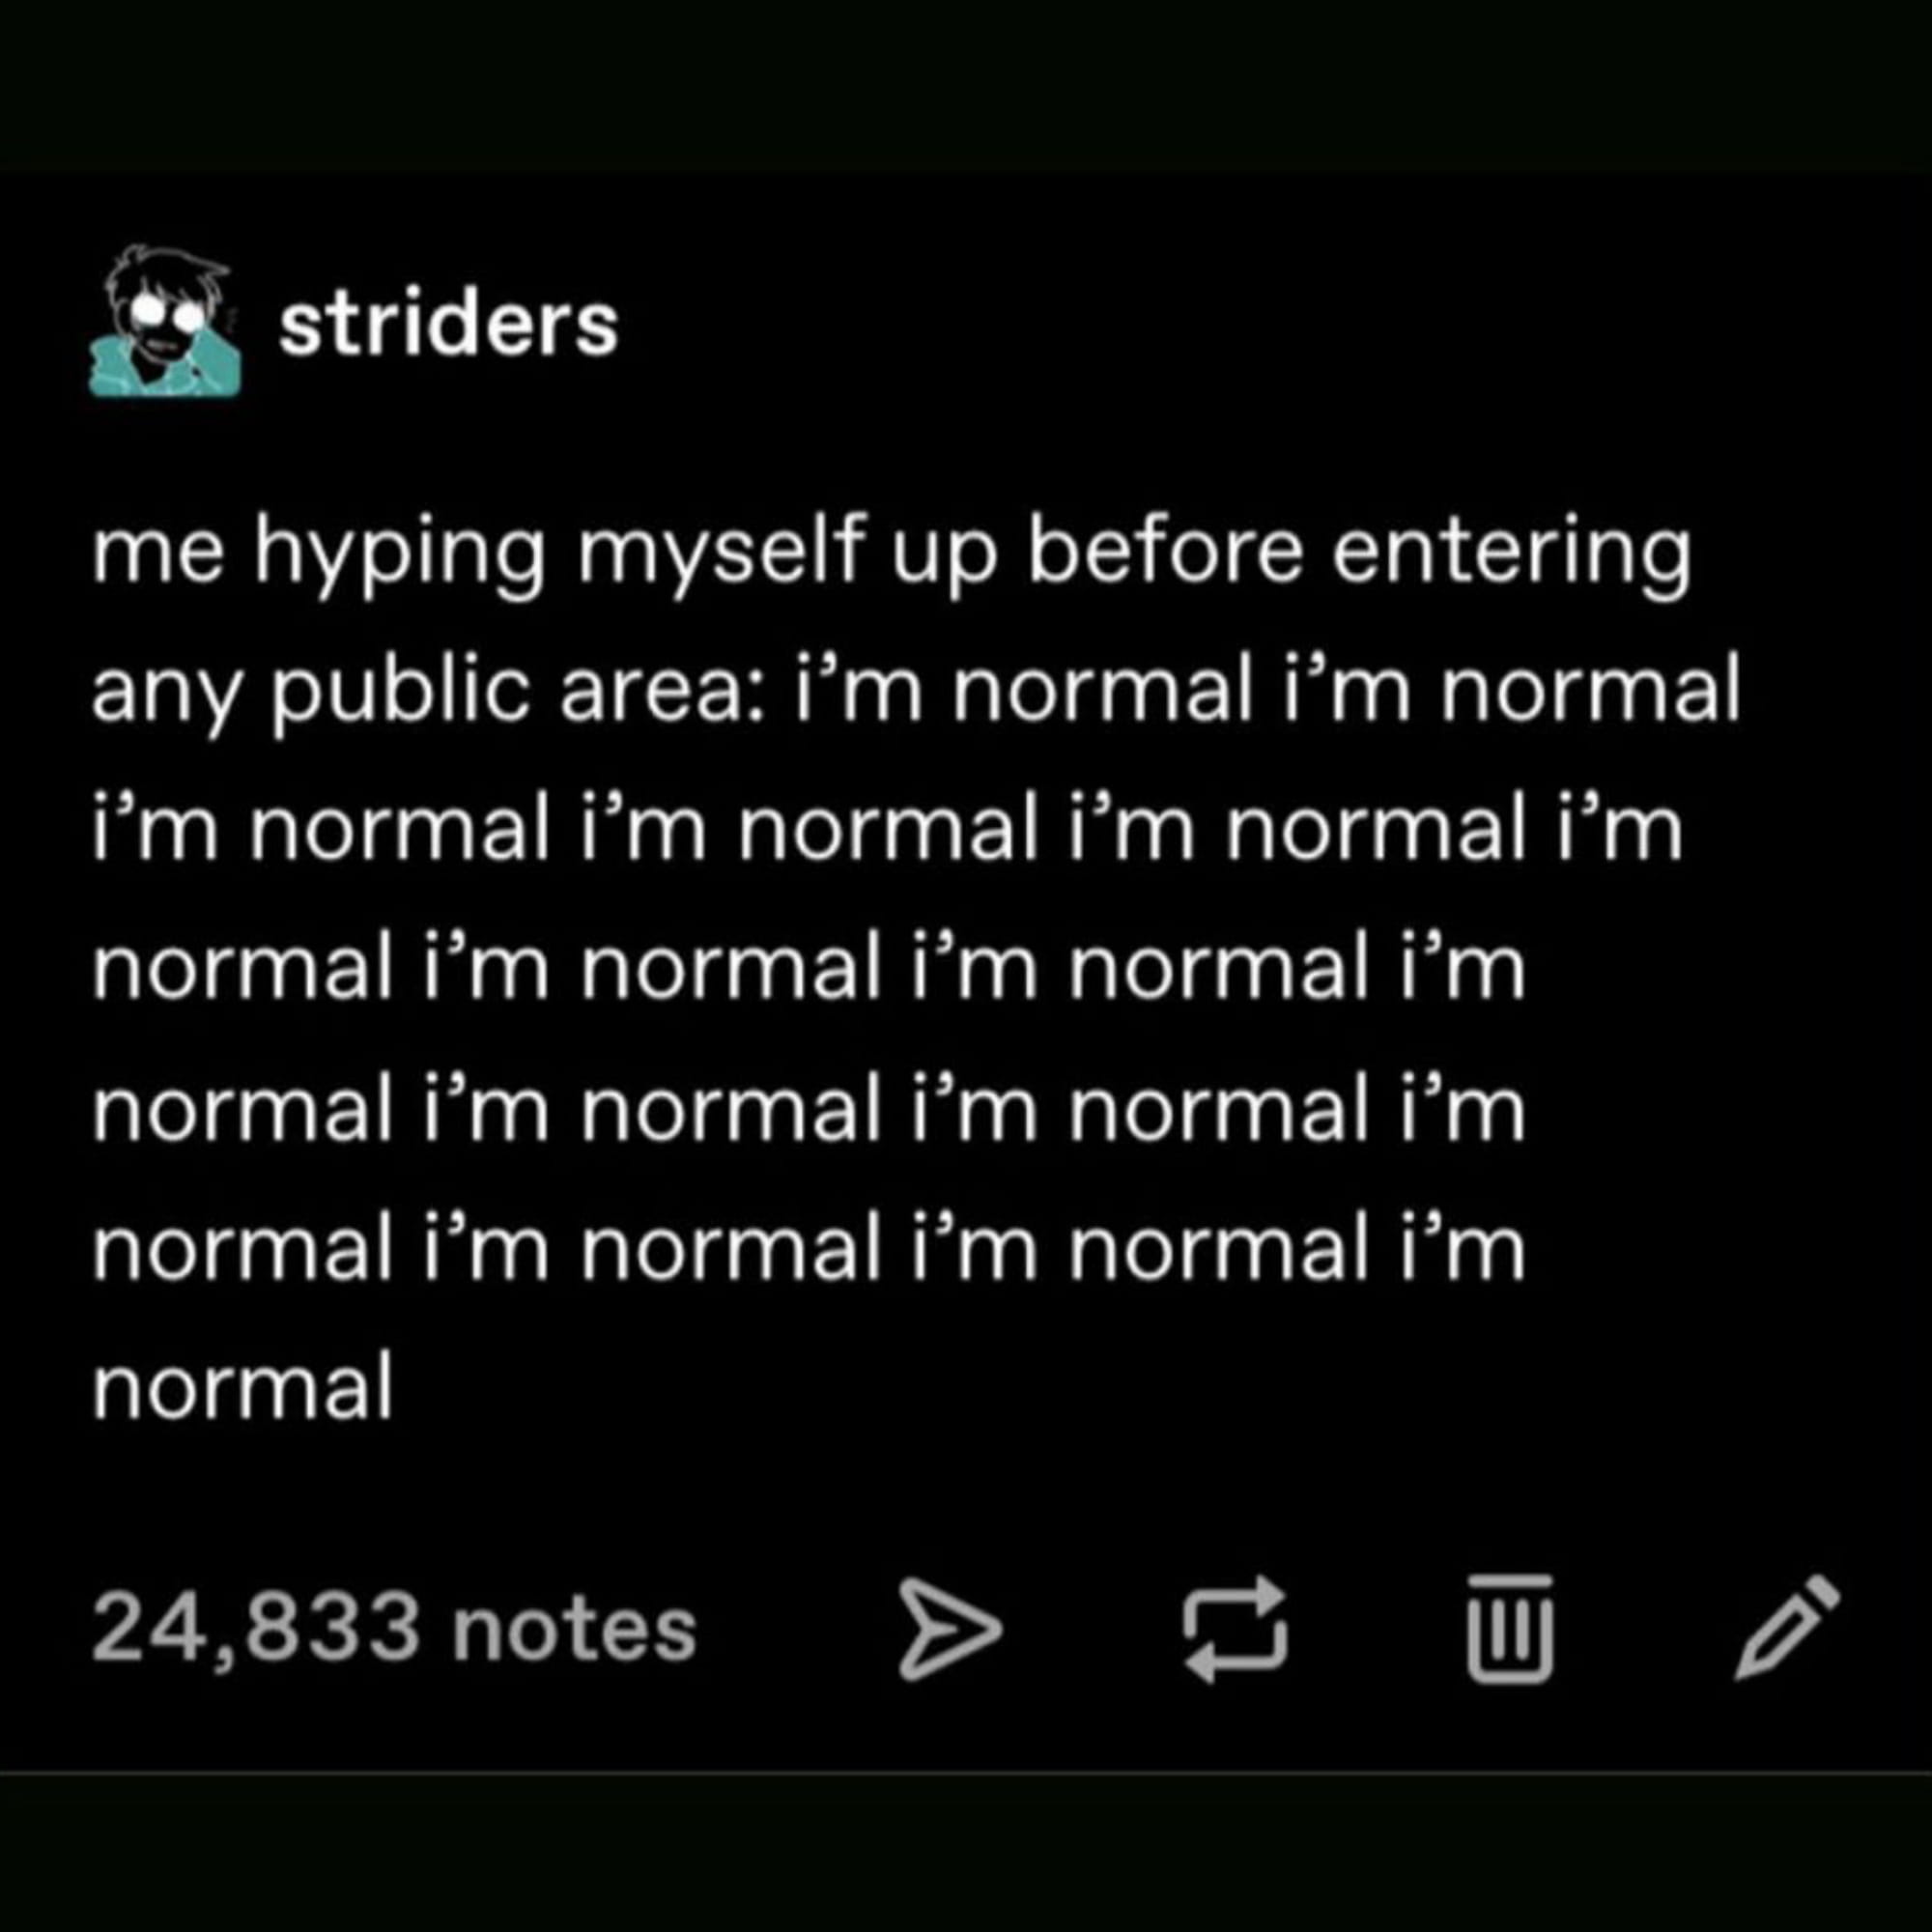 striders
me hyping myself up before entering
any public area: i’m normal i’m normal
i’m normal i’m normal i’m normal i’m
normal i’m normal i’m normal i’m
normal i’m normal i’m normal i’m
normal i’m normal i’m normal i’m
normal
24,833 notes